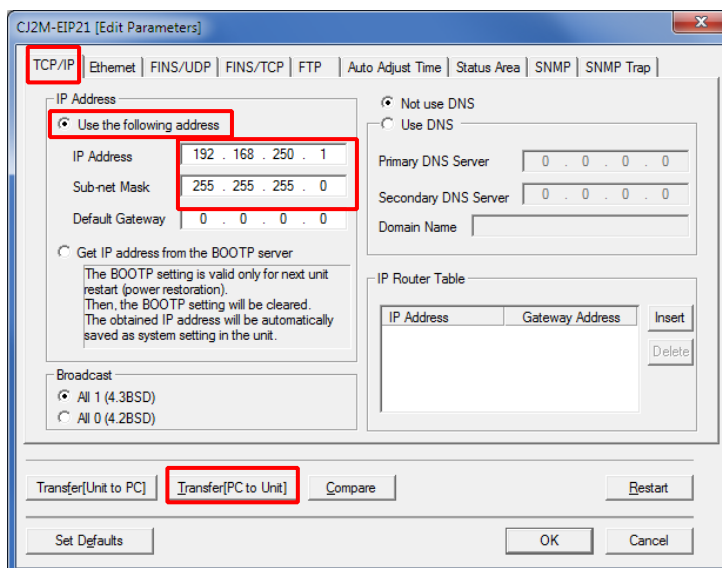 CJ2M-EIP21 [Edit Parameters]
x
TCP/IP Ethernet FINS/UDP FINS/TCP FTP Auto Adjust Time Status Area SNMP SNMP Trap
IP Address
Use the following address
IP Address 192 . 168 . 250 . 1
Sub-net Mask 255 . 255 . 255 . 0
Default Gateway 0 . 0 . 0 . 0
Get IP address from the BOOTP server
The BOOTP setting is valid only for next unit
restart (power restoration).
Then, the BOOTP setting will be cleared.
The obtained IP address will be automatically
saved as system setting in the unit.
Broadcast
All 1 (4.3BSD)
All 0 (4.2BSD)
Not use DNS
Use DNS
Primary DNS Server 0 . 0 . 0 . 0
Secondary DNS Server 0 . 0 . 0 . 0
Domain Name
IP Router Table
IP Address Gateway Address
Insert
Delete
Transfer[Unit to PC] Transfer[PC to Unit] Compare Restart
Set Defaults OK Cancel